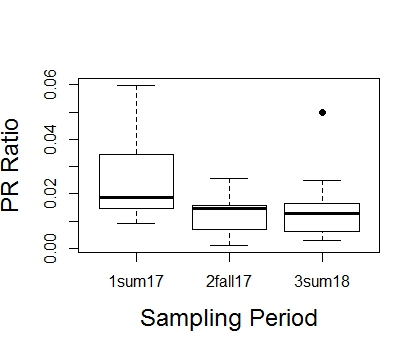 PR Ratio
0.06
0.04
0.02
0.00
1sum17 2fall17 3sum18
Sampling Period